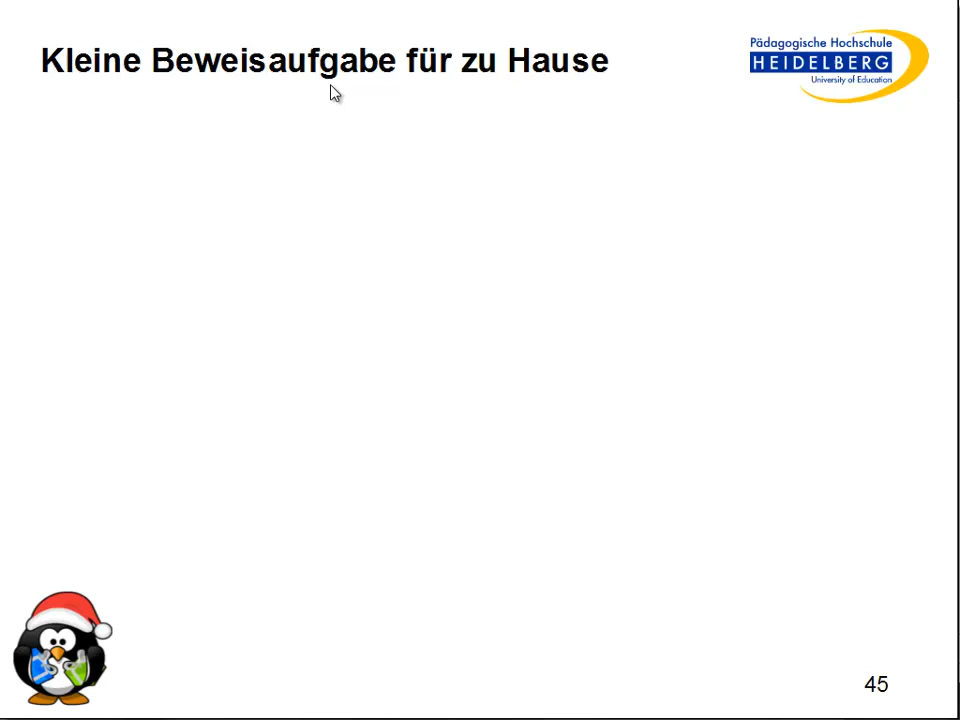 Kleine Beweisaufgabe für zu Hause
Pädagogische Hochschule
HEIDELBERG
University of Education
45